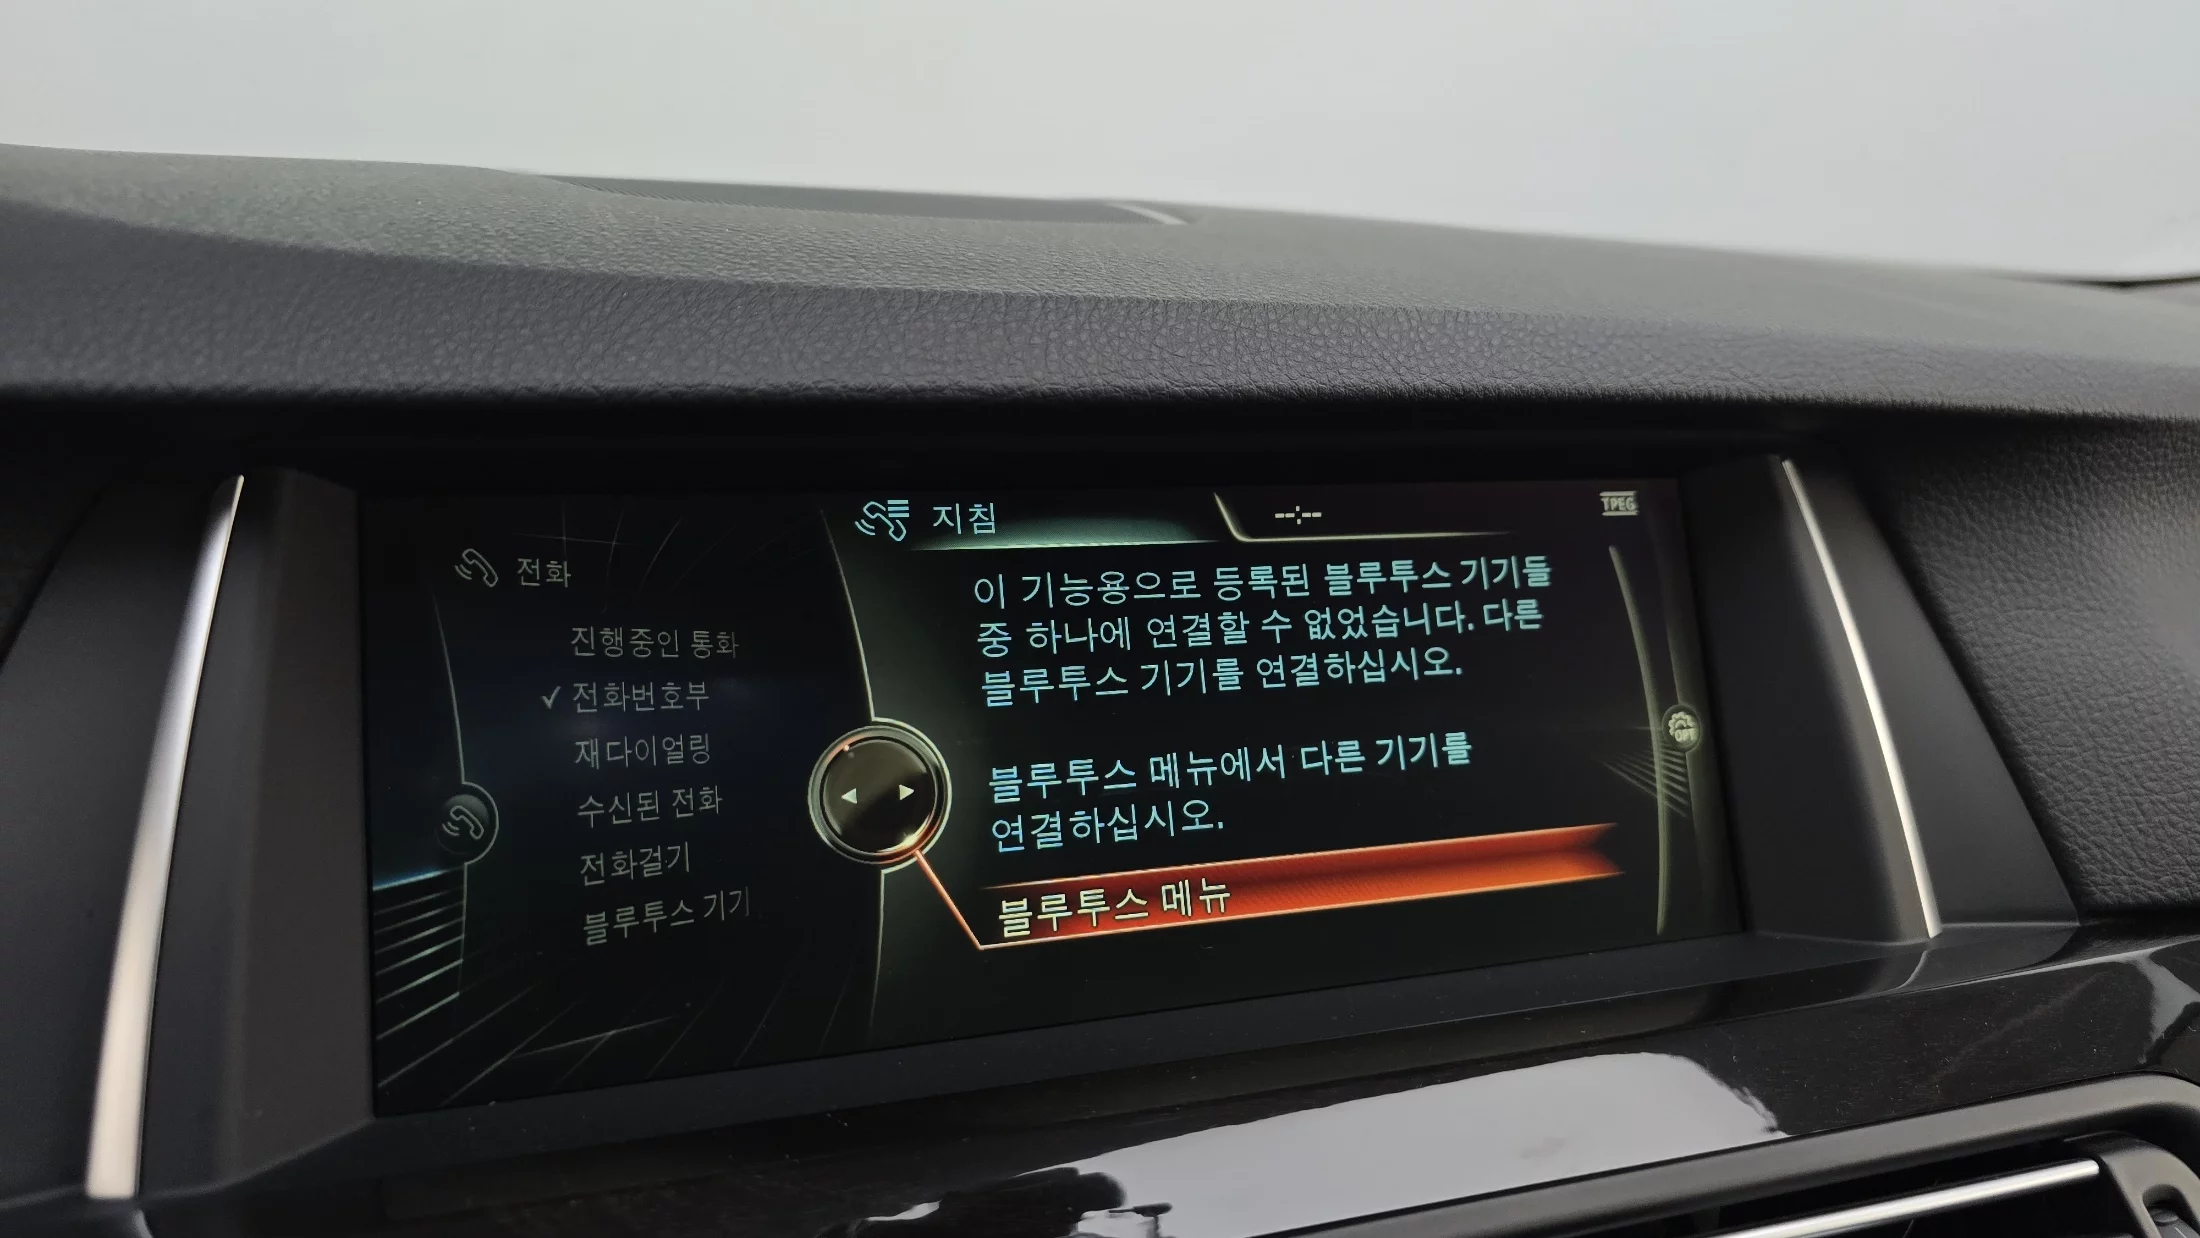 전화
진행중인 통화
✓ 전화번호부
재다이얼링
수신된 전화
전화걸기
블루투스 기기
지침
--:--
TPEG
이 기능용으로 등록된 블루투스 기기들
중 하나에 연결할 수 없었습니다. 다른
블루투스 기기를 연결하십시오.
블루투스 메뉴에서 다른 기기를
연결하십시오.
블루투스 메뉴
OPT